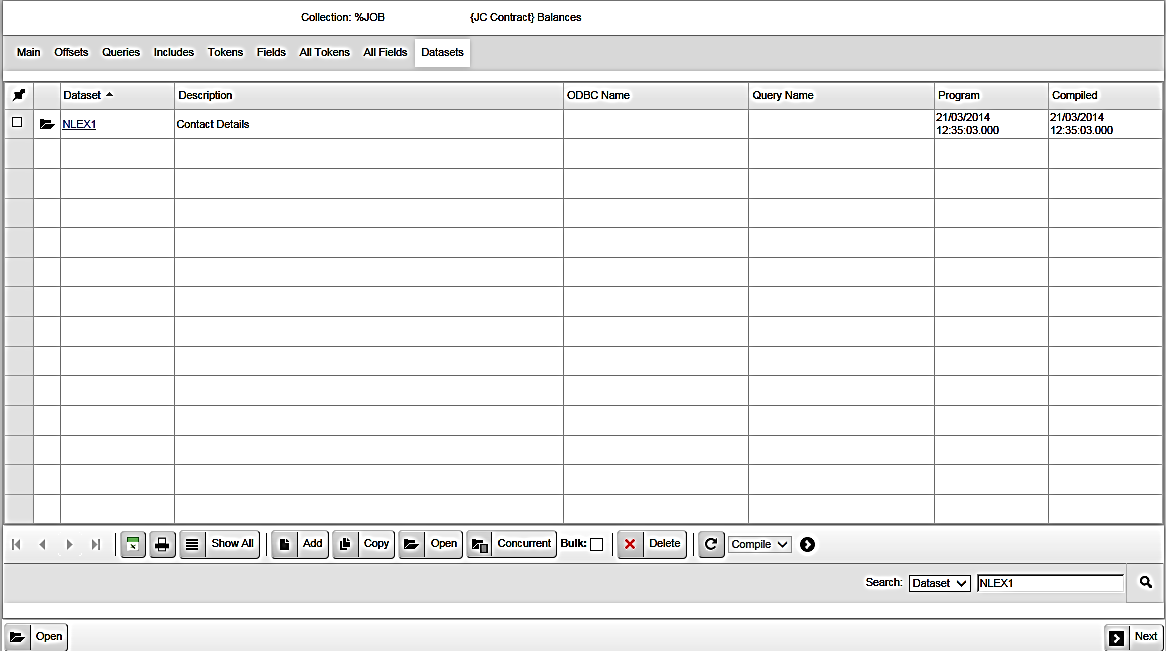 Collection: %JOB {JC Contract} Balances
Main Offsets Queries Includes Tokens Fields All Tokens All Fields Datasets
Dataset Description ODBC Name Query Name Program Compiled
NLEX1 Contact Details 21/03/2014 21/03/2014
12:35:03.000 12:35:03.000
Show All Add Copy Open Concurrent Bulk: Delete Compile
Search: Dataset NLEX1
Open Next